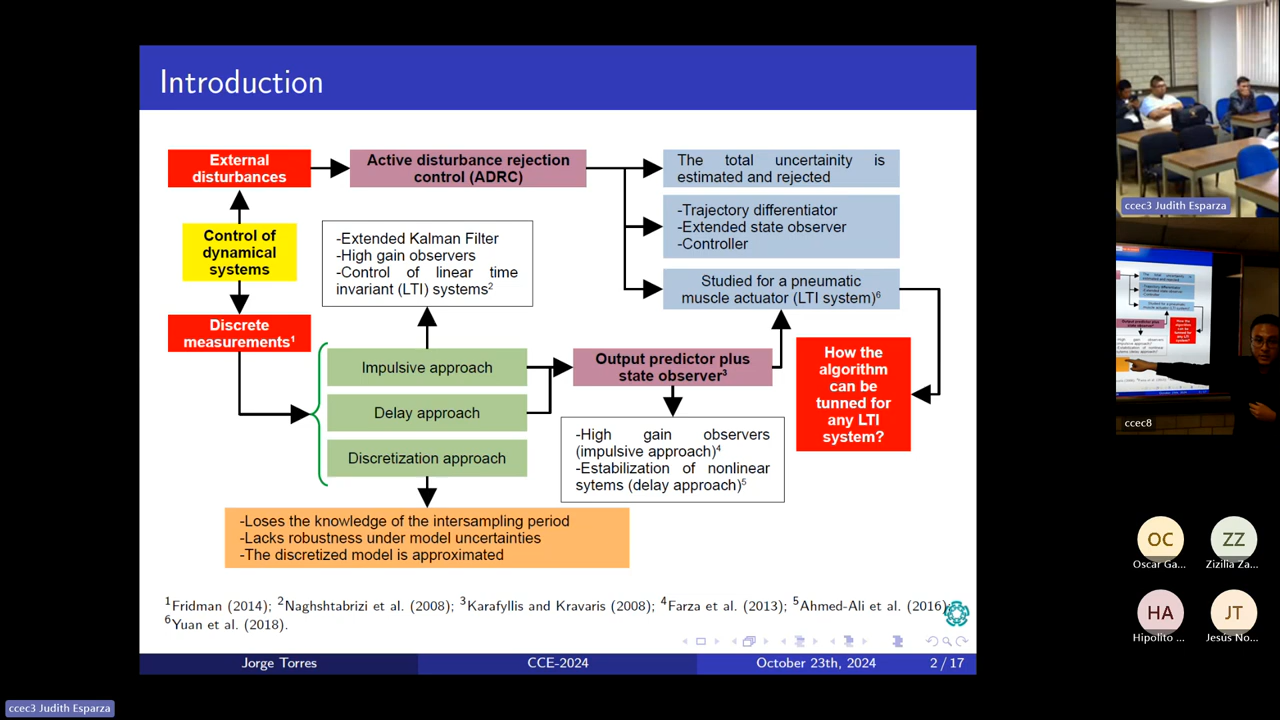 Introduction
External
disturbances
Active disturbance rejection
control (ADRC)
The total uncertainity is
estimated and rejected
-Trajectory differentiator
-Extended state observer
-Controller
Control of
dynamical
systems
-Extended Kalman Filter
-High gain observers
-Control of linear time
invariant (LTI) systems²
Studied for a pneumatic
muscle actuator (LTI system)⁶
Discrete
measurements¹
Impulsive approach
Delay approach
Discretization approach
Output predictor plus
state observer³
How the
algorithm
can be
tunned for
any LTI
system?
-High gain observers
(impulsive approach)⁴
-Estabilization of nonlinear
sytems (delay approach)⁵
-Loses the knowledge of the intersampling period
-Lacks robustness under model uncertainties
-The discretized model is approximated
¹Fridman (2014); ²Naghshtabrizi et al. (2008); ³Karafyllis and Kravaris (2008); ⁴Farza et al. (2013); ⁵Ahmed-Ali et al. (2016);
⁶Yuan et al. (2018).
Jorge Torres CCE-2024 October 23th, 2024 2 / 17
ccec3 Judith Esparza
ccec3 Judith Esparza
ccec8
OC
Oscar Ga...
ZZ
Zizilia Za...
HA
Hipolito ...
JT
Jesús No...